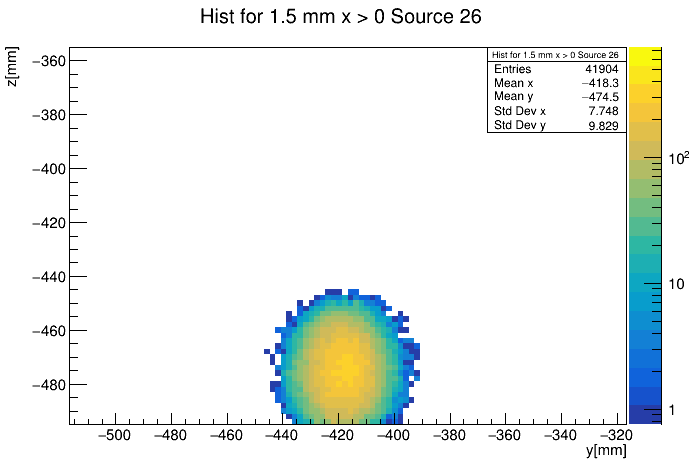 Hist for 1.5 mm x > 0 Source 26
z[mm]
Hist for 1.5 mm x > 0 Source 26
Entries 41904
Mean x −418.3
Mean y −474.5
Std Dev x 7.748
Std Dev y 9.829
−360
−380
−400
−420
−440
−460
−480
10²
10
1
−500 −480 −460 −440 −420 −400 −380 −360 −340 −320
y[mm]